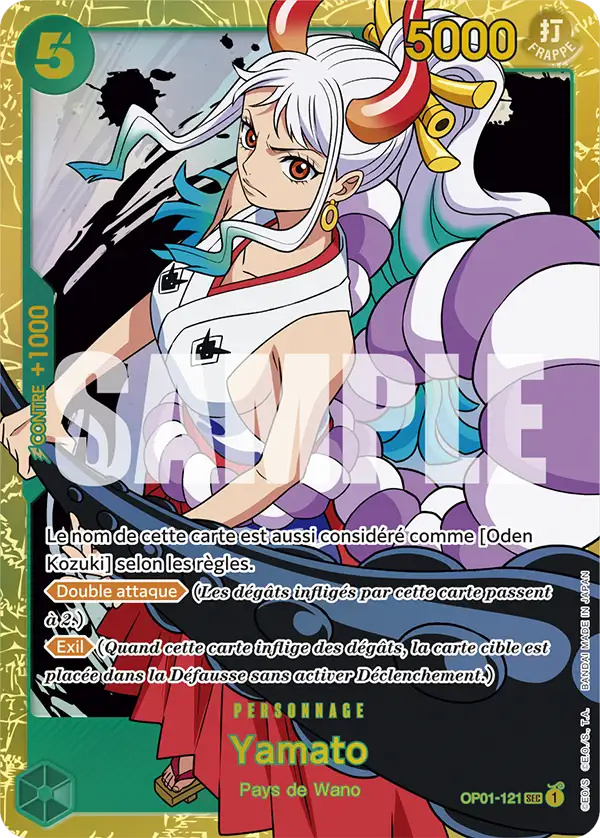 5
5000
打
FRAPPE
CONTRE +1000
SAMPLE
Le nom de cette carte est aussi considéré comme [Oden
Kozuki] selon les règles.
Double attaque (Les dégâts infligés par cette carte passent
à 2.)
Exil (Quand cette carte inflige des dégâts, la carte cible est
placée dans la Défausse sans activer Déclenchement.)
PERSONNAGE
Yamato
Pays de Wano
OP01-121 SEC 1
©EO/S ©E.O./S., T.A. BANDAI MADE IN JAPAN